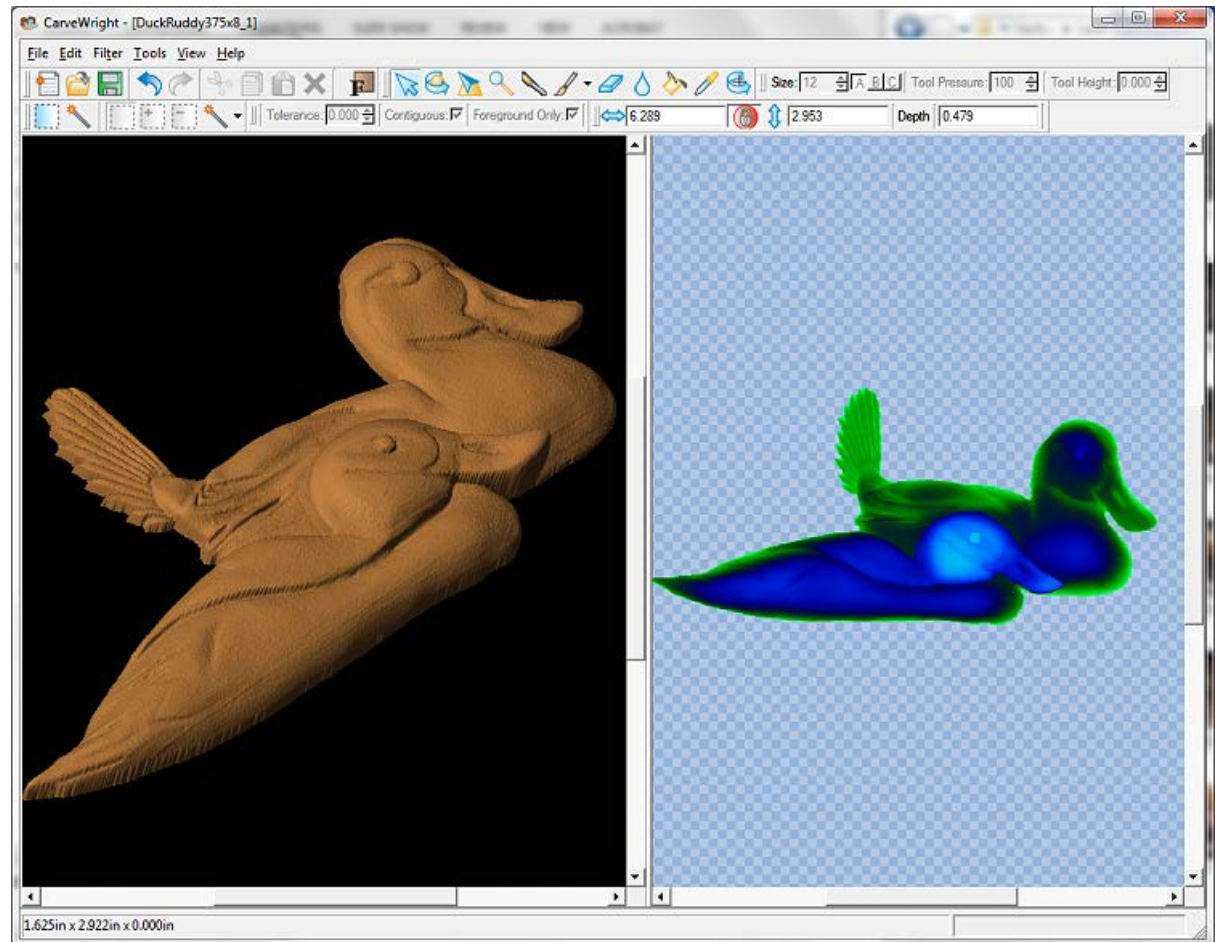 CarveWright - [DuckRuddy375x8_1]
File Edit Filter Tools View Help
F Size: 12 A B C Tool Pressure: 100 Tool Height: 0.000
Tolerance: 0.000 Contiguous: Foreground Only: 6.289 2.953 Depth 0.479
1.625in x 2.922in x 0.000in